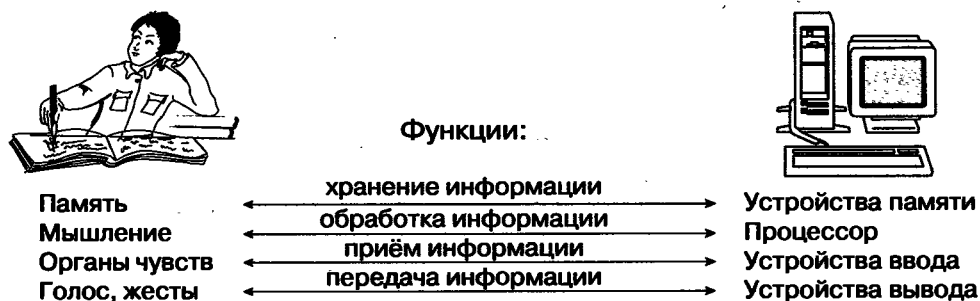 Функции:
Память хранение информации Устройства памяти
Мышление обработка информации Процессор
Органы чувств приём информации Устройства ввода
Голос, жесты передача информации Устройства вывода